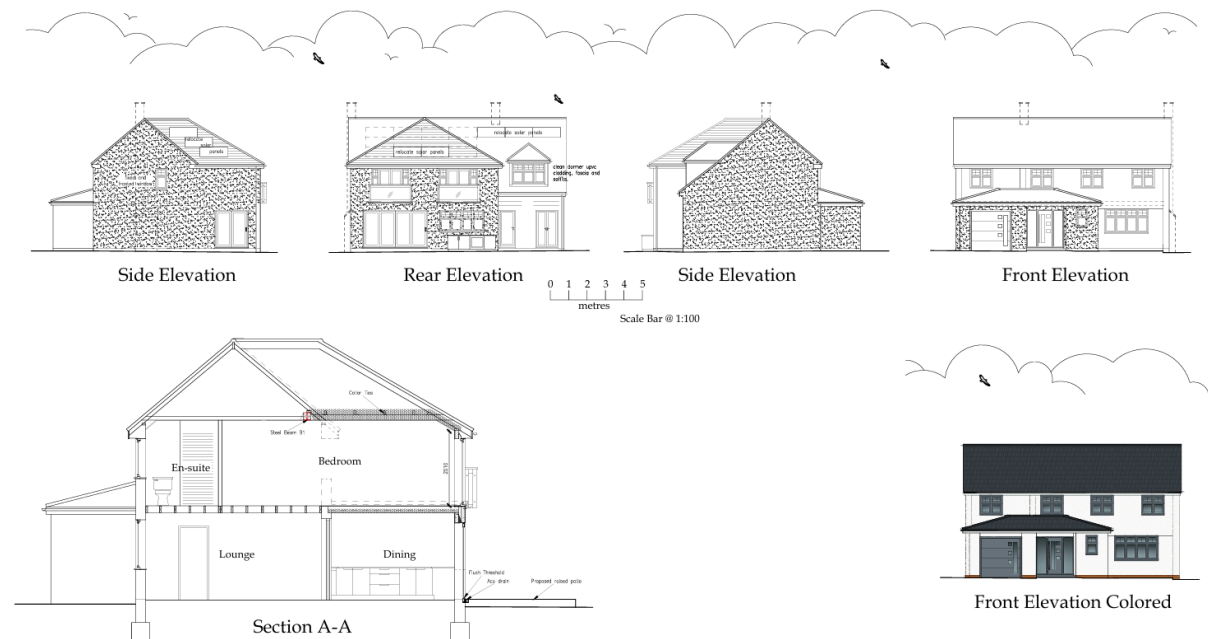 relocate
solar
panels
relocate solar panels
relocate solar panels
clean dormer upvc
cladding, fascia and
soffits.
Side Elevation
Rear Elevation
Side Elevation
Front Elevation
0 1 2 3 4 5
metres
Scale Bar @ 1:100
Steel Beam B1
En-suite
Bedroom
Lounge
Dining
Flush Threshold
Aco drain
Proposed raised patio
Section A-A
Front Elevation Colored